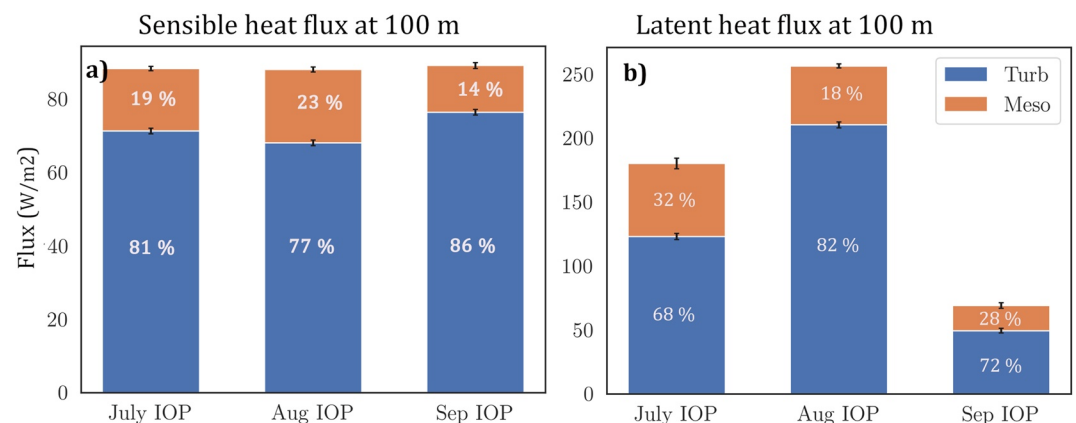 Sensible heat flux at 100 m
Latent heat flux at 100 m
a)
Flux (W/m2)
80
60
40
20
0
19 %
23 %
14 %
81 %
77 %
86 %
July IOP
Aug IOP
Sep IOP
b)
Turb
Meso
250
200
150
100
50
0
18 %
32 %
82 %
68 %
28 %
72 %
July IOP
Aug IOP
Sep IOP